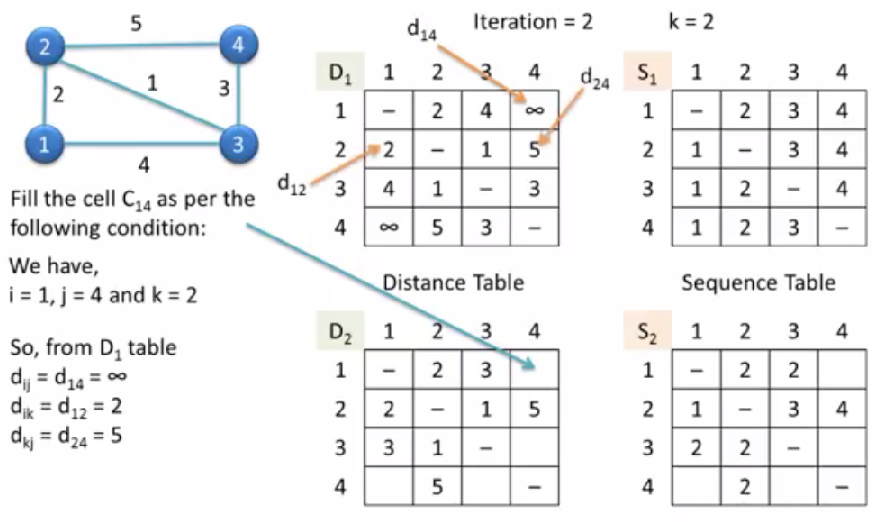 Iteration = 2 k = 2
5
2 4
2 1 3
1 3
4
d14
d24
d12
D1 1 2 3 4
1 – 2 4 ∞
2 2 – 1 5
3 4 1 – 3
4 ∞ 5 3 –
S1 1 2 3 4
1 – 2 3 4
2 1 – 3 4
3 1 2 – 4
4 1 2 3 –
Fill the cell C14 as per the
following condition:
We have,
i = 1, j = 4 and k = 2
So, from D1 table
dij = d14 = ∞
dik = d12 = 2
dkj = d24 = 5
Distance Table
Sequence Table
D2 1 2 3 4
1 – 2 3
2 2 – 1 5
3 3 1 –
4 5 –
S2 1 2 3 4
1 – 2 2
2 1 – 3 4
3 2 2 –
4 2 –